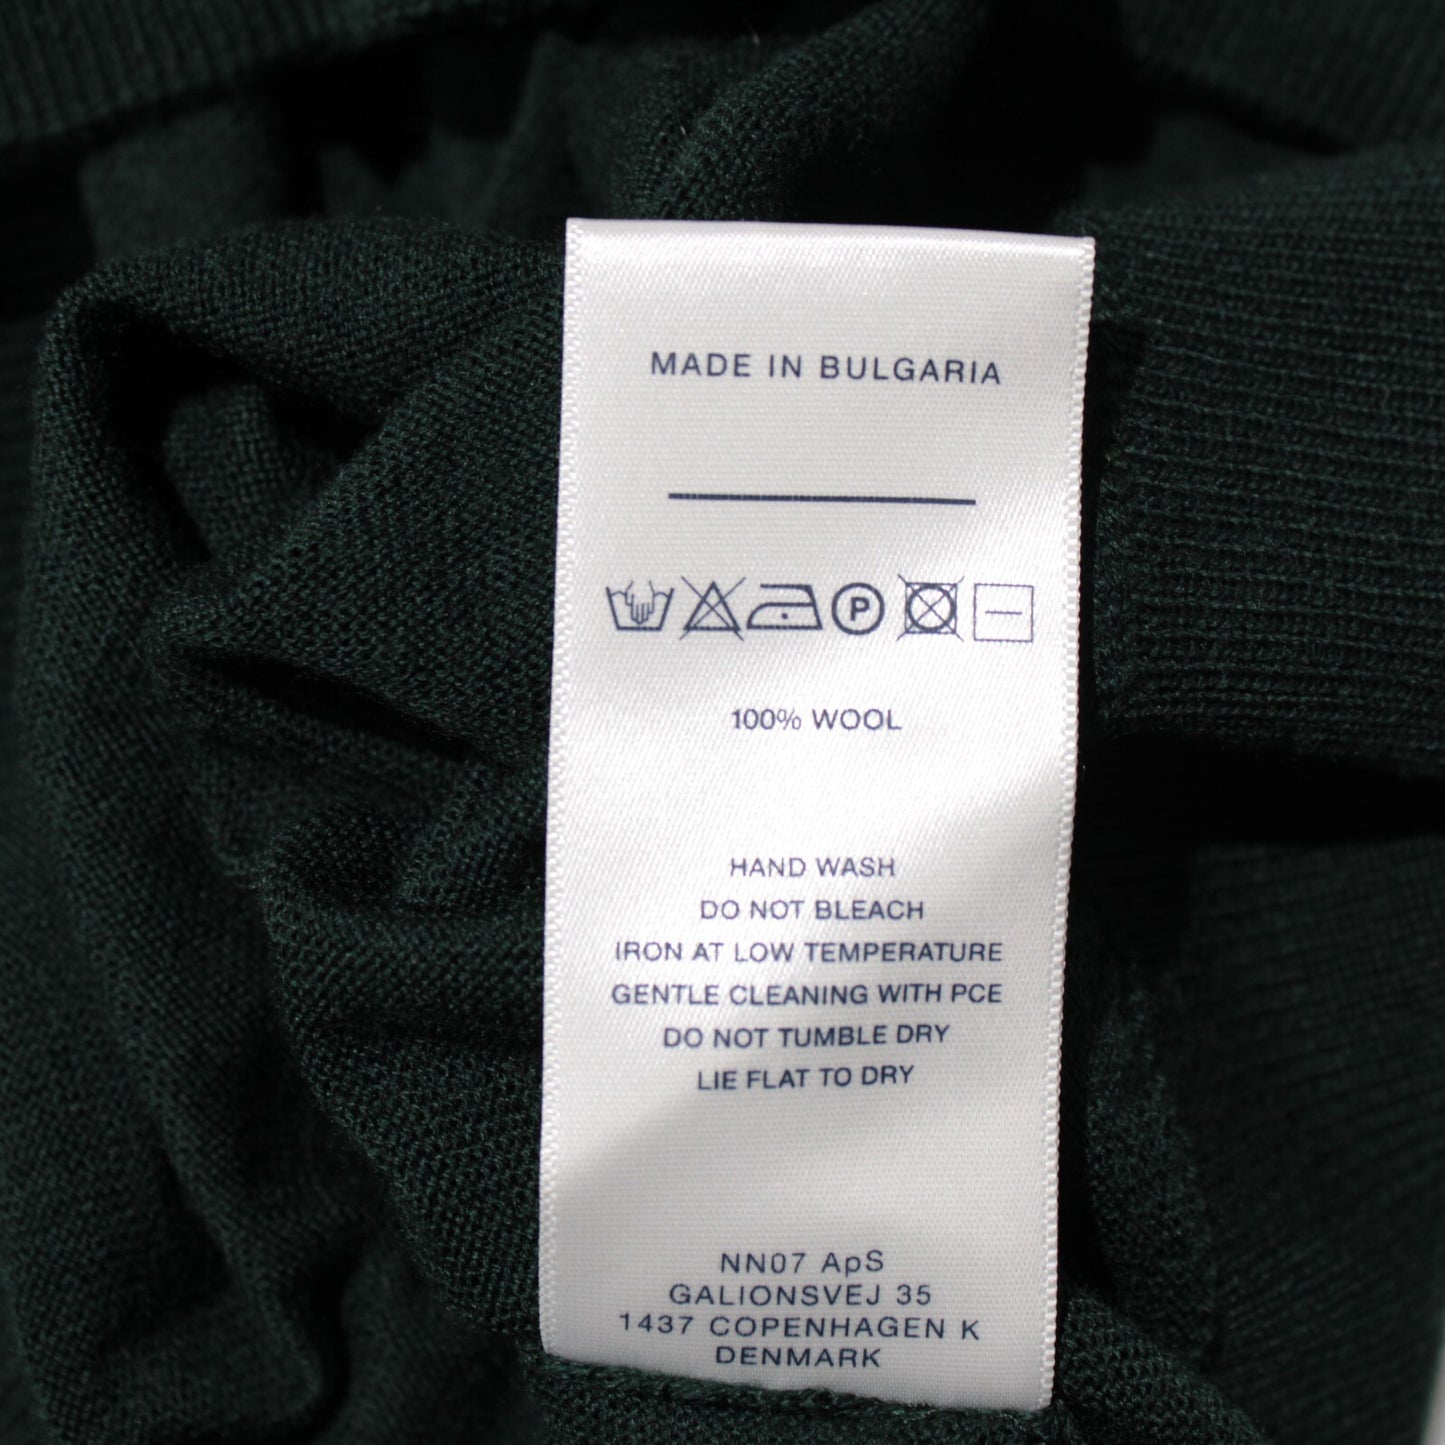 MADE IN BULGARIA
P
100% WOOL
HAND WASH
DO NOT BLEACH
IRON AT LOW TEMPERATURE
GENTLE CLEANING WITH PCE
DO NOT TUMBLE DRY
LIE FLAT TO DRY
NN07 ApS
GALIONSVEJ 35
1437 COPENHAGEN K
DENMARK